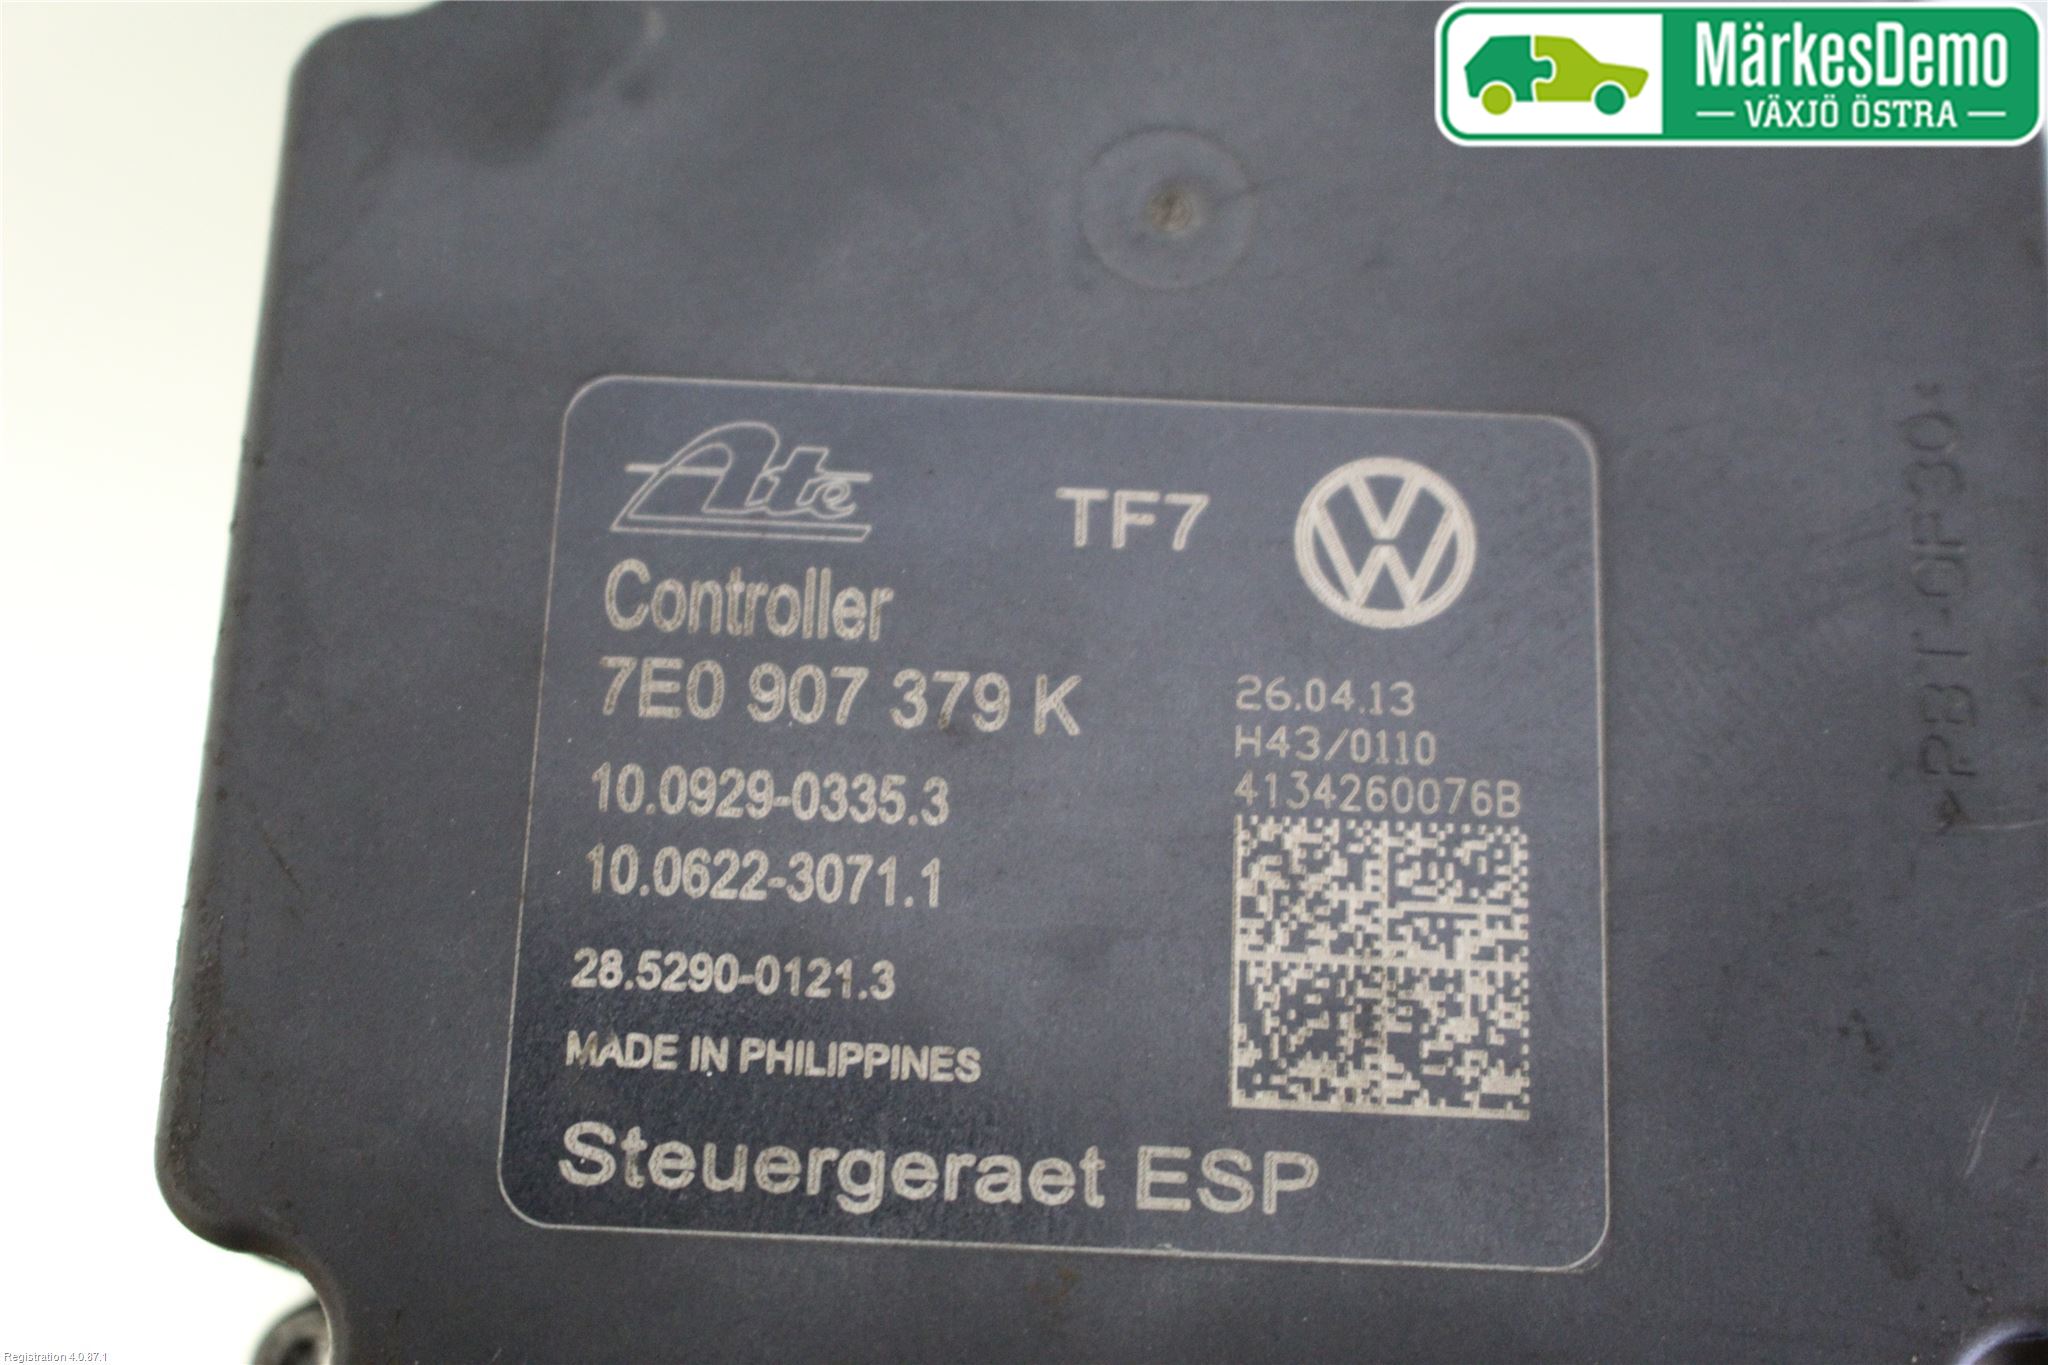 MärkesDemo
VÄXJÖ ÖSTRA
Ate
TF7
Controller
7E0 907 379 K
26.04.13
H43/0110
4134260076B
10.0929-0335.3
10.0622-3071.1
28.5290-0121.3
MADE IN PHILIPPINES
Steuergeraet ESP
Registration 4.0.87.1